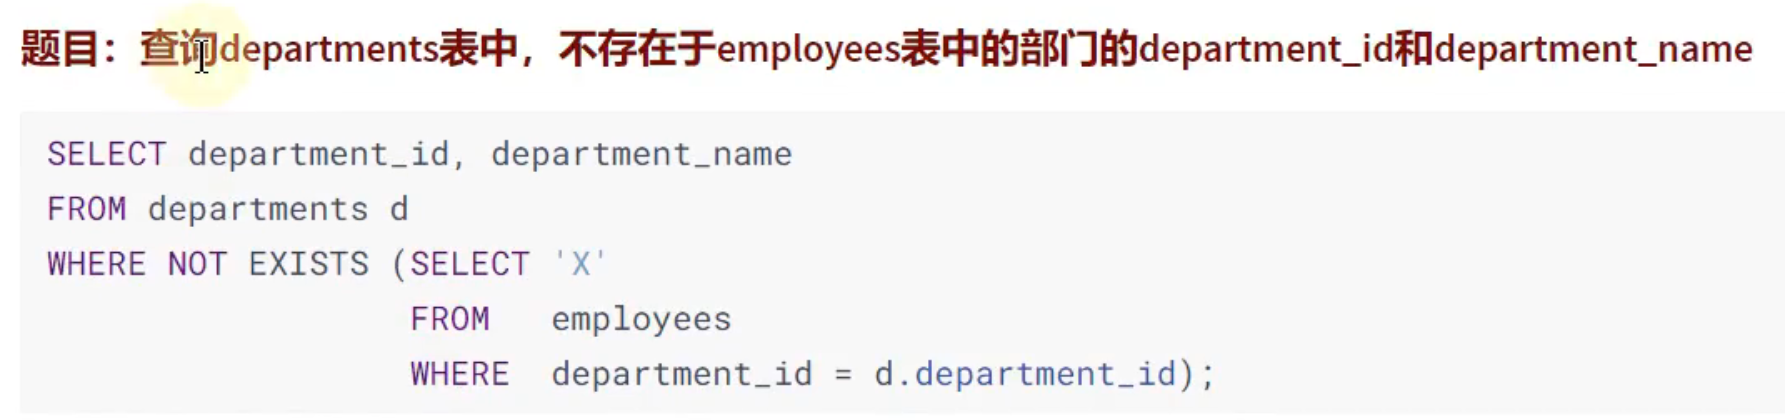 题目：查询departments表中，不存在于employees表中的部门的department_id和department_name
SELECT department_id, department_name
FROM departments d
WHERE NOT EXISTS (SELECT 'X'
FROM employees
WHERE department_id = d.department_id);